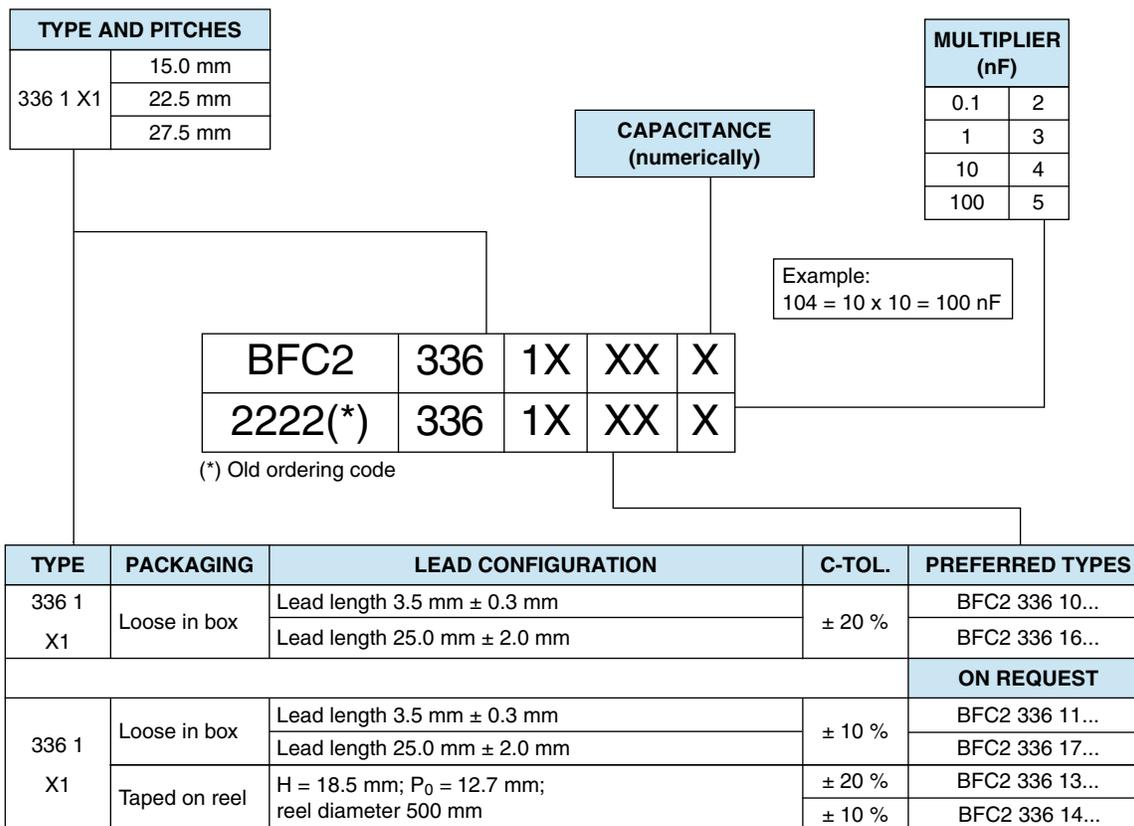 TYPE AND PITCHES
336 1 X1
15.0 mm
22.5 mm
27.5 mm
MULTIPLIER
(nF)
0.1 2
1 3
10 4
100 5
CAPACITANCE
(numerically)
Example:
104 = 10 x 10 = 100 nF
BFC2 336 1X XX X
2222(*) 336 1X XX X
(*) Old ordering code
TYPE PACKAGING LEAD CONFIGURATION C-TOL. PREFERRED TYPES
336 1
X1
Loose in box
Lead length 3.5 mm ± 0.3 mm
Lead length 25.0 mm ± 2.0 mm
± 20 %
BFC2 336 10...
BFC2 336 16...
ON REQUEST
336 1
X1
Loose in box
Lead length 3.5 mm ± 0.3 mm
Lead length 25.0 mm ± 2.0 mm
± 10 %
BFC2 336 11...
BFC2 336 17...
Taped on reel
H = 18.5 mm; P₀ = 12.7 mm;
reel diameter 500 mm
± 20 %
BFC2 336 13...
± 10 %
BFC2 336 14...